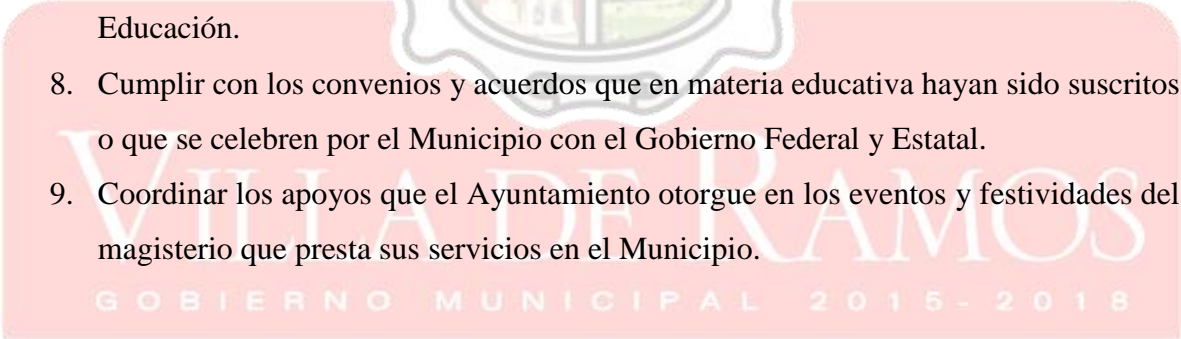 Educación.
8. Cumplir con los convenios y acuerdos que en materia educativa hayan sido suscritos
o que se celebren por el Municipio con el Gobierno Federal y Estatal.
9. Coordinar los apoyos que el Ayuntamiento otorgue en los eventos y festividades del
magisterio que presta sus servicios en el Municipio.
VILLA DE RAMOS
GOBIERNO MUNICIPAL 2015-2018